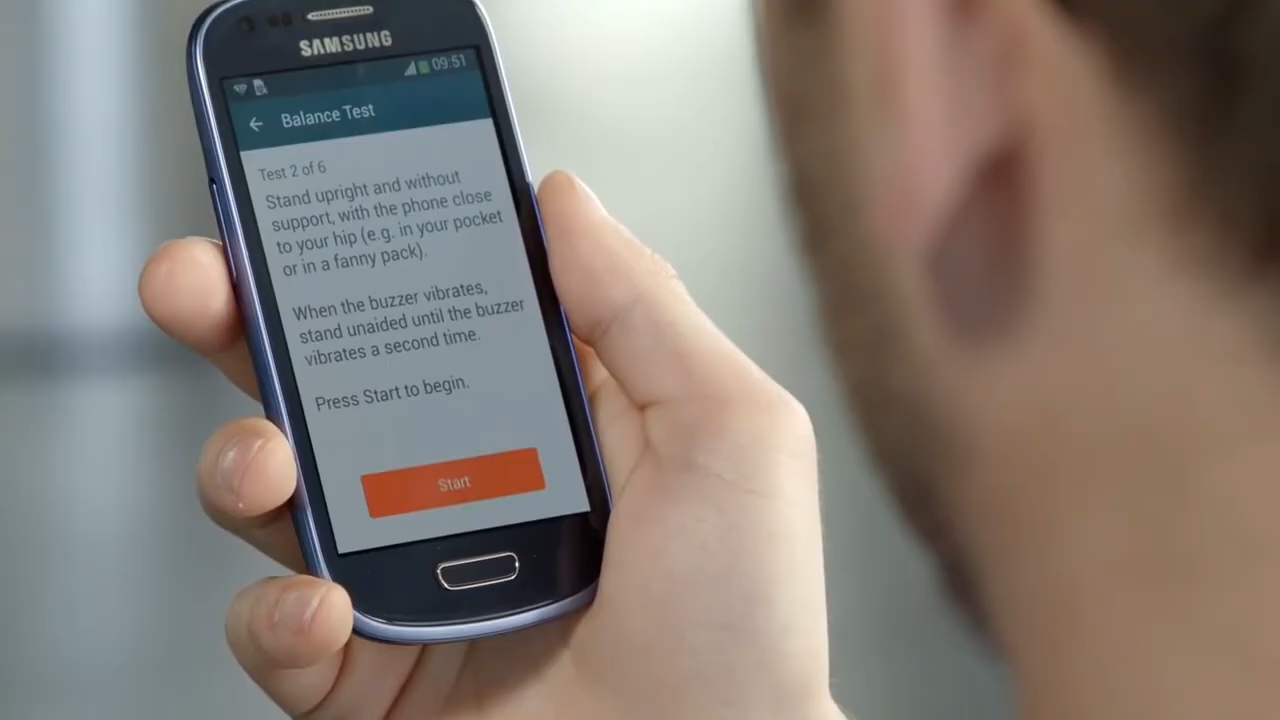 SAMSUNG
09:51
Balance Test
Test 2 of 6
Stand upright and without
support, with the phone close
to your hip (e.g. in your pocket
or in a fanny pack).
When the buzzer vibrates,
stand unaided until the buzzer
vibrates a second time.
Press Start to begin.
Start